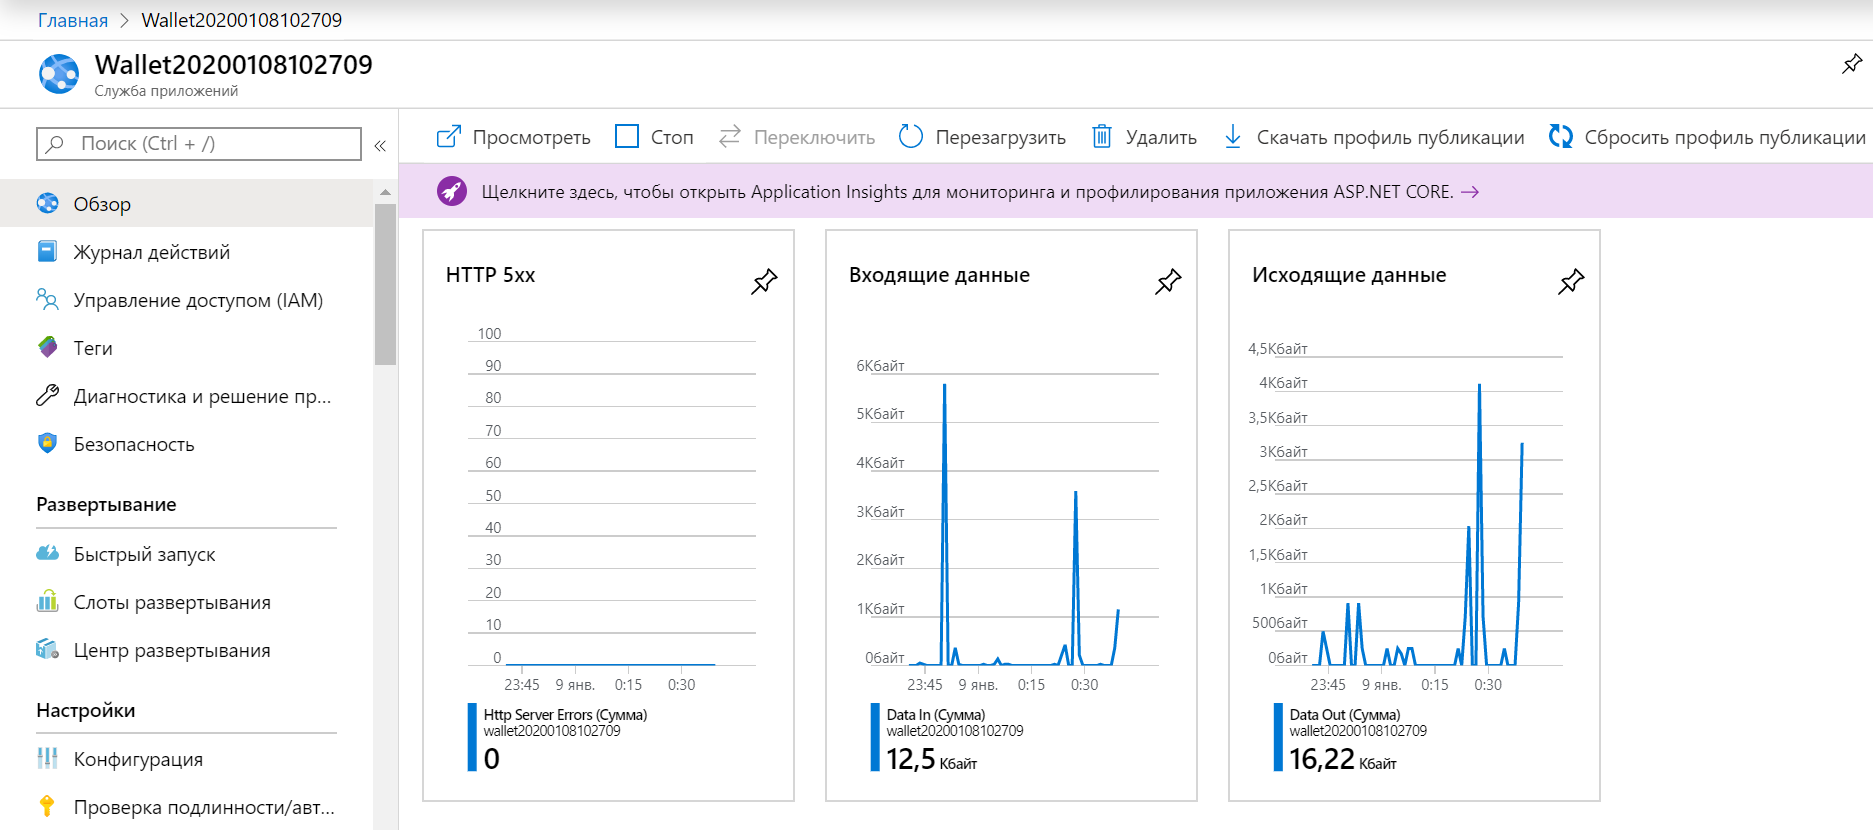 Главная > Wallet20200108102709
Wallet20200108102709
Служба приложений
Поиск (Ctrl + /)
«
Просмотреть Стоп Переключить Перезагрузить Удалить Скачать профиль публикации Сбросить профиль публикации
Щелкните здесь, чтобы открыть Application Insights для мониторинга и профилирования приложения ASP.NET CORE. →
Обзор
Журнал действий
Управление доступом (IAM)
Теги
Диагностика и решение пр...
Безопасность
Развертывание
Быстрый запуск
Слоты развертывания
Центр развертывания
Настройки
Конфигурация
Проверка подлинности/авт...
HTTP 5xx
100
90
80
70
60
50
40
30
20
10
0
23:45 9 янв. 0:15 0:30
Http Server Errors (Сумма)
wallet20200108102709
0
Входящие данные
6Кбайт
5Кбайт
4Кбайт
3Кбайт
2Кбайт
1Кбайт
0байт
23:45 9 янв. 0:15 0:30
Data In (Сумма)
wallet20200108102709
12,5 Кбайт
Исходящие данные
4,5Кбайт
4Кбайт
3,5Кбайт
3Кбайт
2,5Кбайт
2Кбайт
1,5Кбайт
1Кбайт
500байт
0байт
23:45 9 янв. 0:15 0:30
Data Out (Сумма)
wallet20200108102709
16,22 Кбайт